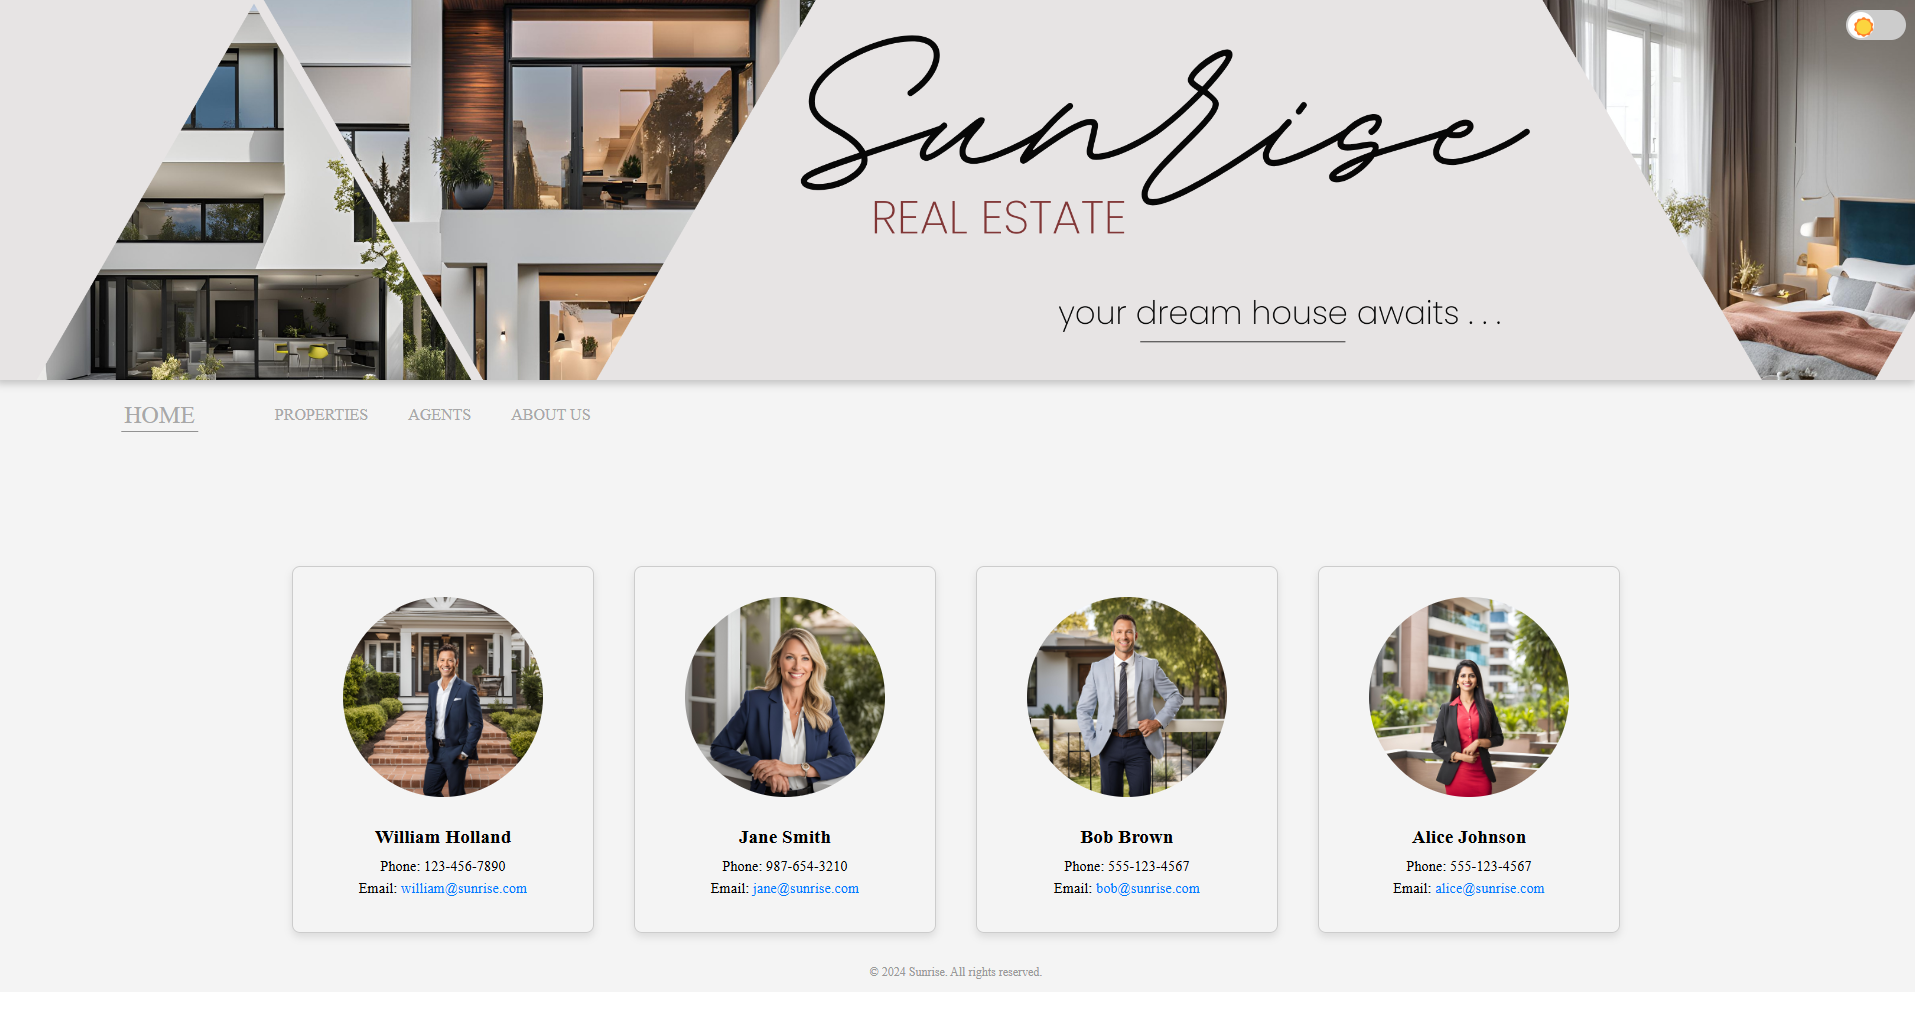 Sunrise
REAL ESTATE
your dream house awaits . . .
HOME PROPERTIES AGENTS ABOUT US
William Holland
Phone: 123-456-7890
Email: william@sunrise.com
Jane Smith
Phone: 987-654-3210
Email: jane@sunrise.com
Bob Brown
Phone: 555-123-4567
Email: bob@sunrise.com
Alice Johnson
Phone: 555-123-4567
Email: alice@sunrise.com
© 2024 Sunrise. All rights reserved.